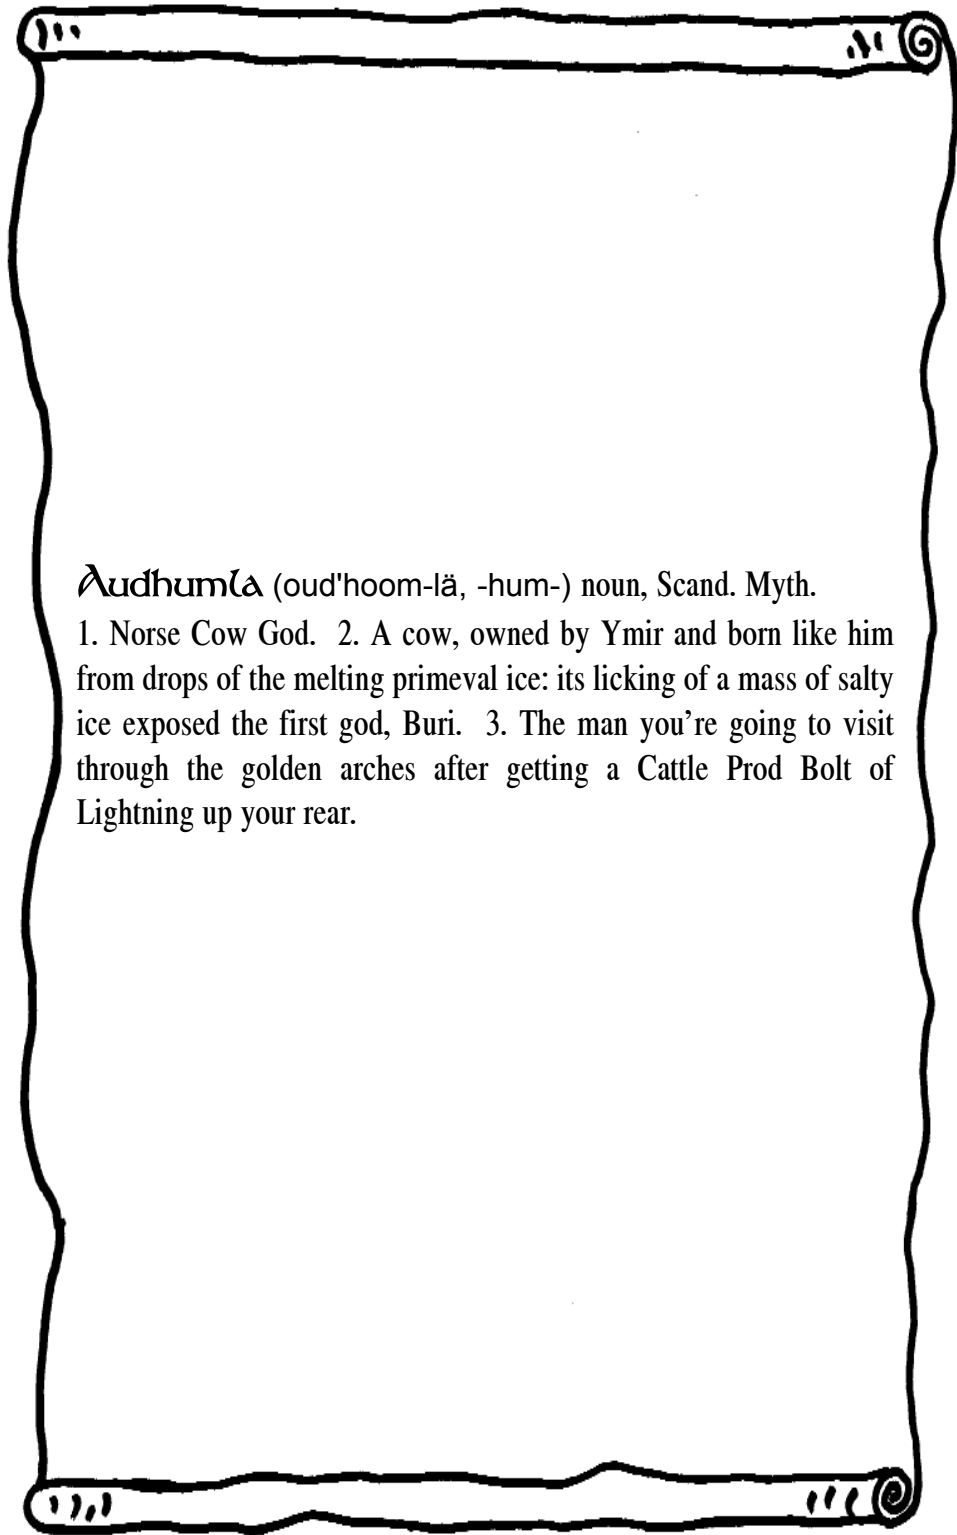 Audhumla (oud'hoom-lä, -hum-) noun, Scand. Myth.
1. Norse Cow God.  2. A cow, owned by Ymir and born like him
from drops of the melting primeval ice: its licking of a mass of salty
ice exposed the first god, Buri.  3. The man you’re going to visit
through the golden arches after getting a Cattle Prod Bolt of
Lightning up your rear.